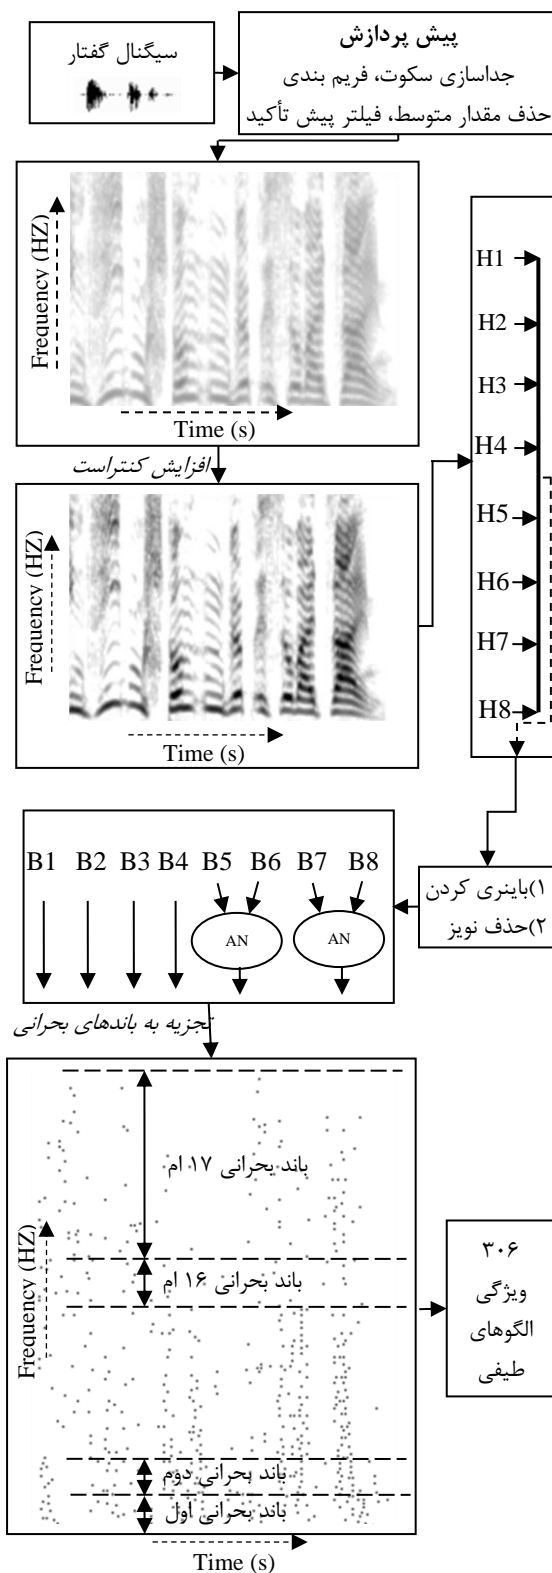 سیگنال گفتار
پیش پردازش
جداسازی سکوت، فریم بندی
حذف مقدار متوسط، فیلتر پیش تأکید
Frequency (HZ)
Time (s)
افزایش کنتراست
Frequency (HZ)
Time (s)
H1
H2
H3
H4
H5
H6
H7
H8
۱)باینری کردن
۲)حذف نویز
B1 B2 B3 B4 B5 B6 B7 B8
AN AN
تجزیه به باندهای بحرانی
Frequency (HZ)
باند بحرانی ۱۷ ام
باند بحرانی ۱۶ ام
باند بحرانی دوم
باند بحرانی اول
Time (s)
۳۰۶
ویژگی
الگوهای
طیفی